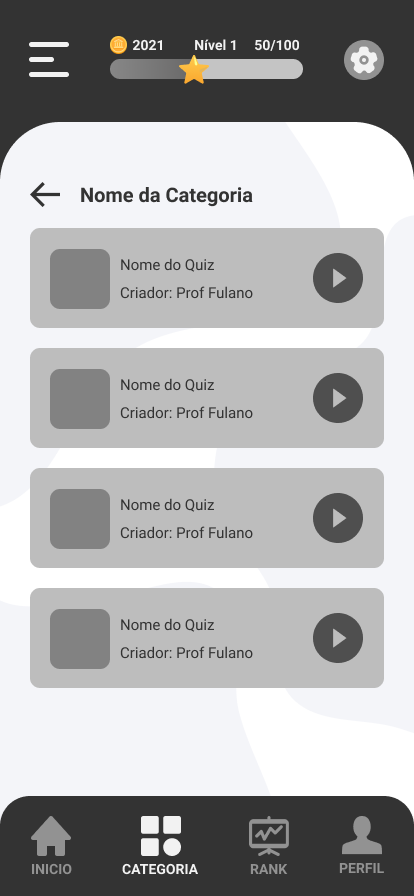 2021 Nível 1 50/100
Nome da Categoria
Nome do Quiz
Criador: Prof Fulano
Nome do Quiz
Criador: Prof Fulano
Nome do Quiz
Criador: Prof Fulano
Nome do Quiz
Criador: Prof Fulano
INICIO CATEGORIA RANK PERFIL